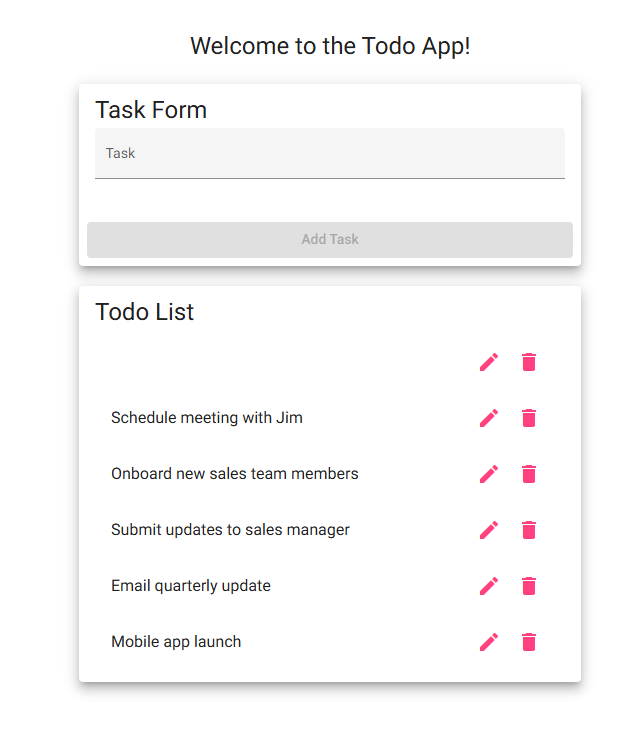 Welcome to the Todo App!
Task Form
Task
Add Task
Todo List
Schedule meeting with Jim
Onboard new sales team members
Submit updates to sales manager
Email quarterly update
Mobile app launch